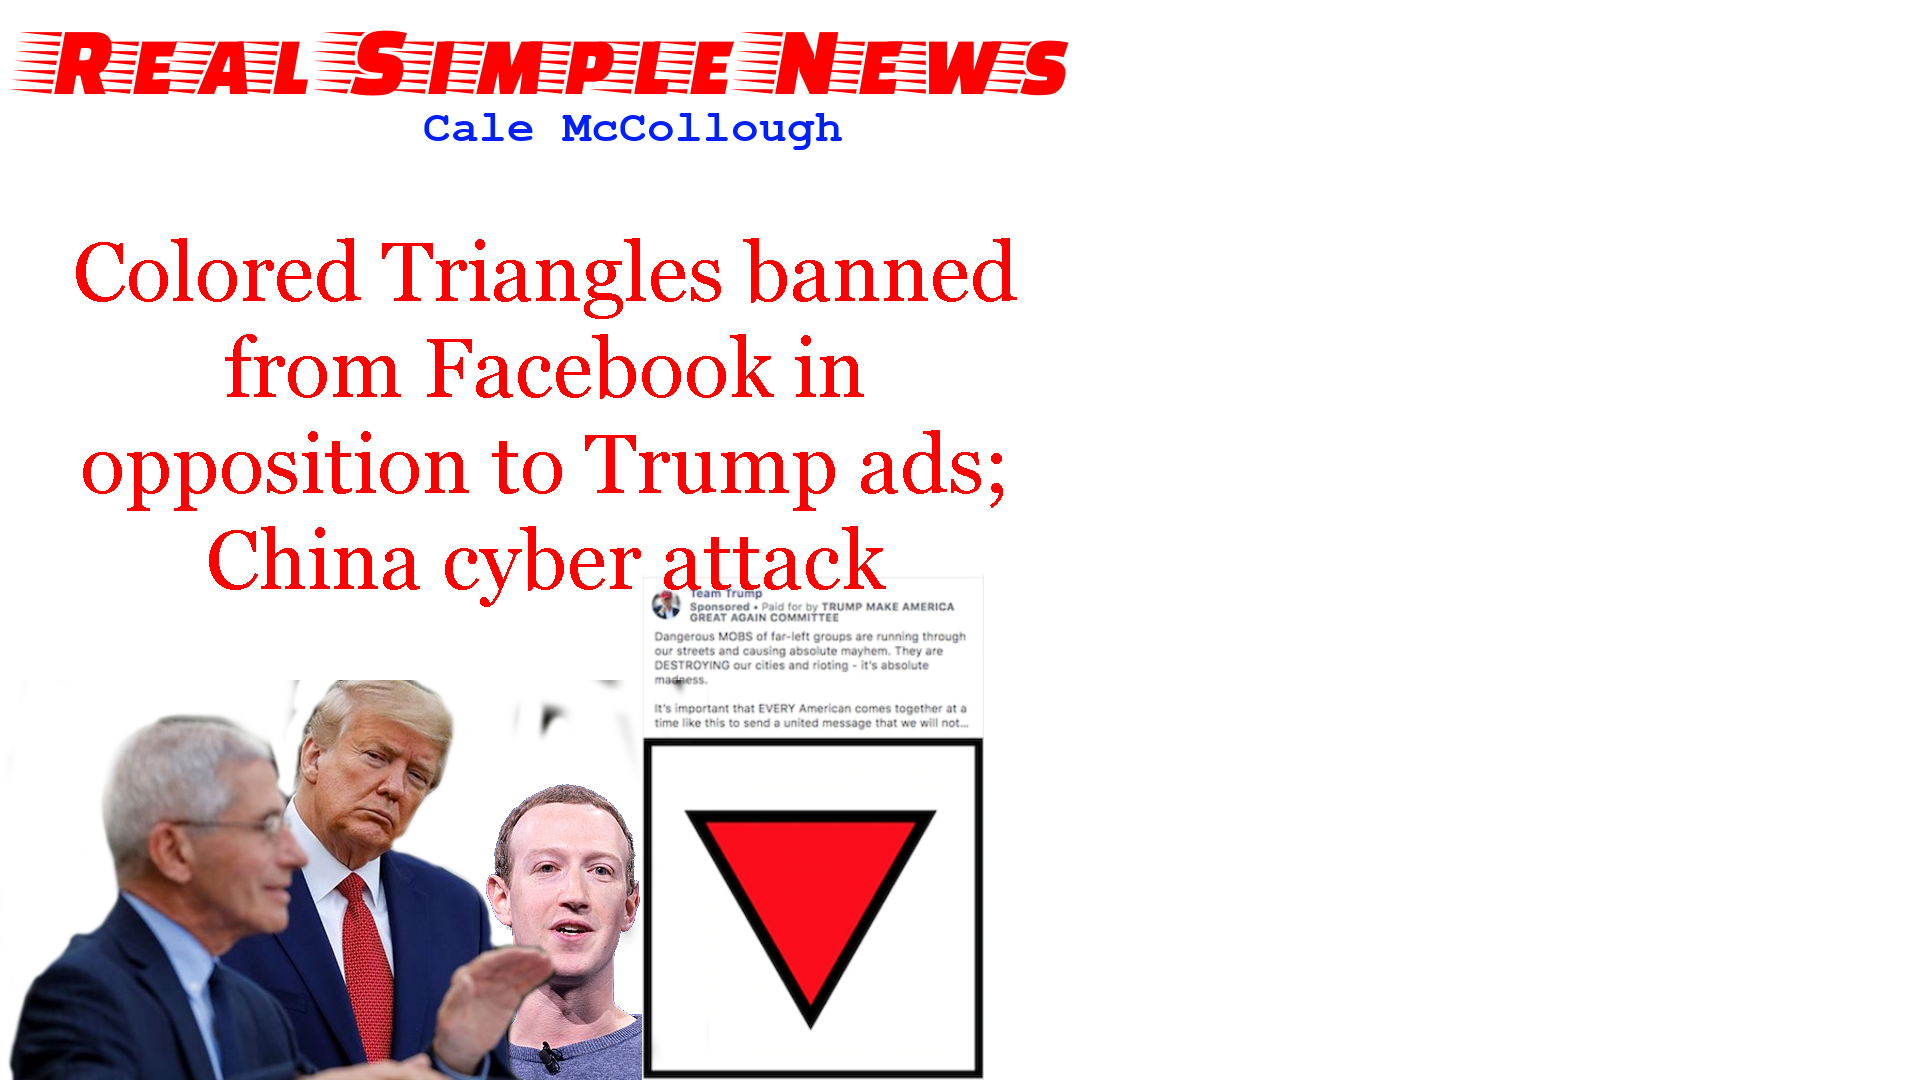 Real Simple News
Cale McCollough
Colored Triangles banned
from Facebook in
opposition to Trump ads;
China cyber attack
Team Trump
Sponsored • Paid for by TRUMP MAKE AMERICA
GREAT AGAIN COMMITTEE
Dangerous MOBS of far-left groups are running through
our streets and causing absolute mayhem. They are
DESTROYING our cities and rioting - it's absolute
madness.
It's important that EVERY American comes together at a
time like this to send a united message that we will not...